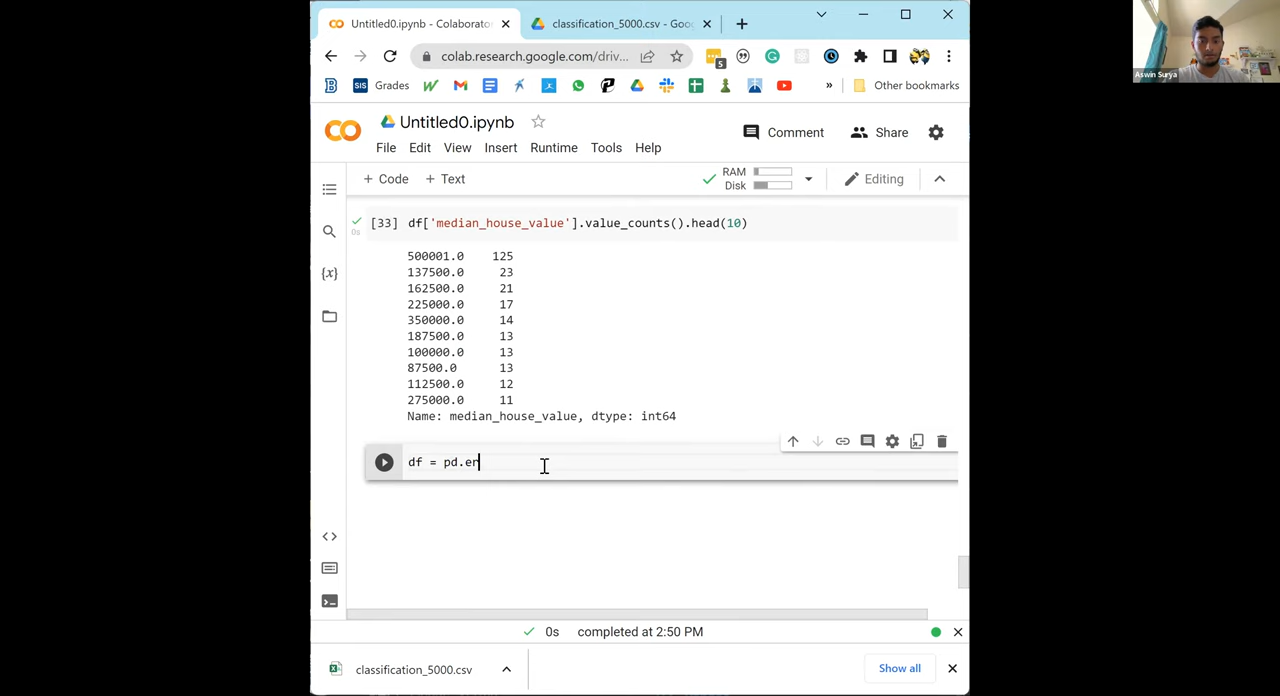 Untitled0.ipynb - Colaborato
classification_5000.csv - Goo
Aswin Surya
colab.research.google.com/driv...
5
BIS Grades
W
»
Other bookmarks
Untitled0.ipynb
Comment
Share
File Edit View Insert Runtime Tools Help
+ Code + Text
RAM
Disk
Editing
[33] df['median_house_value'].value_counts().head(10)
0s
500001.0 125
137500.0 23
162500.0 21
225000.0 17
350000.0 14
187500.0 13
100000.0 13
87500.0 13
112500.0 12
275000.0 11
Name: median_house_value, dtype: int64
{x}
df = pd.en
0s completed at 2:50 PM
classification_5000.csv
Show all